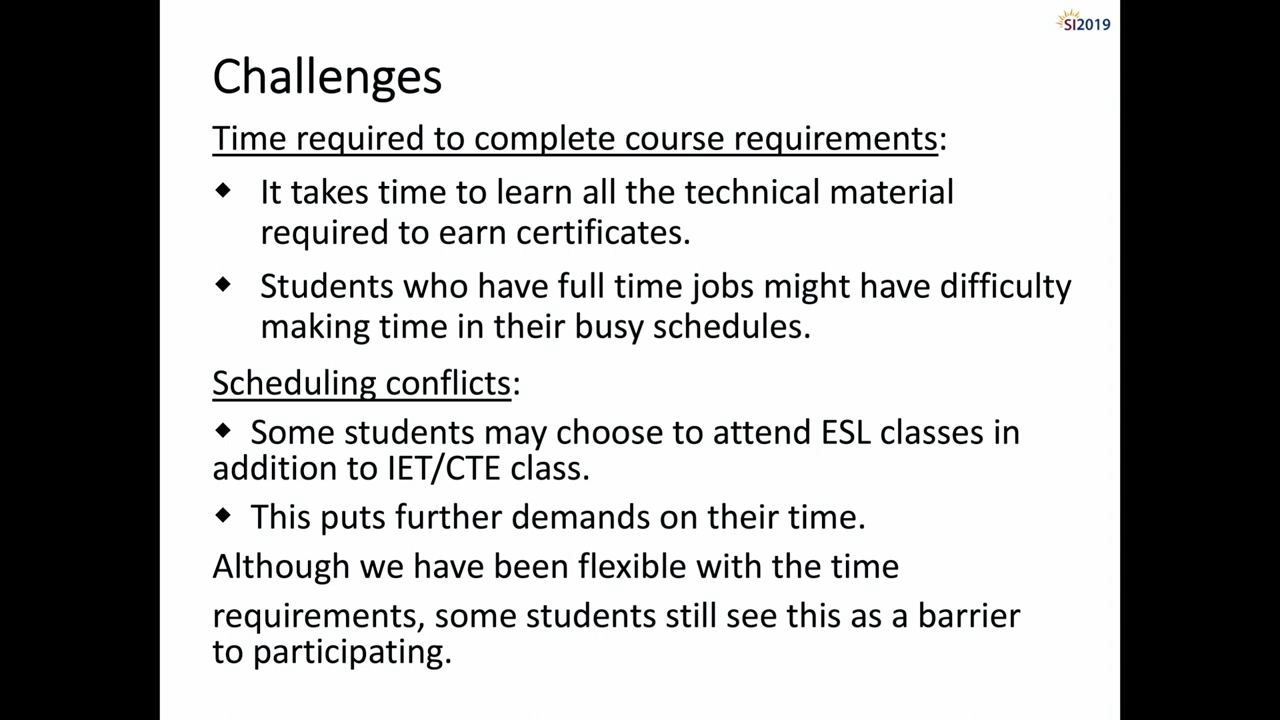 SI2019
Challenges
Time required to complete course requirements:
◆ It takes time to learn all the technical material
required to earn certificates.
◆ Students who have full time jobs might have difficulty
making time in their busy schedules.
Scheduling conflicts:
◆ Some students may choose to attend ESL classes in
addition to IET/CTE class.
◆ This puts further demands on their time.
Although we have been flexible with the time
requirements, some students still see this as a barrier
to participating.